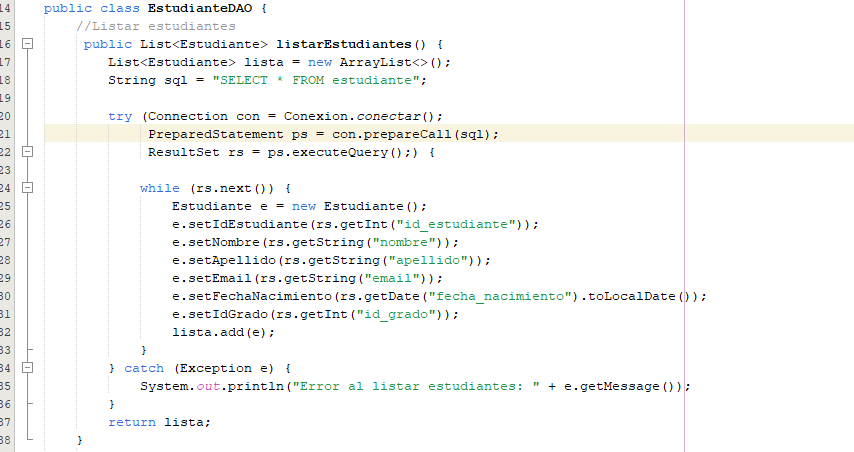 14 public class EstudianteDAO {
15 //Listar estudiantes
16 public List<Estudiante> listarEstudiantes() {
17 List<Estudiante> lista = new ArrayList<>();
18 String sql = "SELECT * FROM estudiante";
19
20 try (Connection con = Conexion.conectar();
21 PreparedStatement ps = con.prepareCall(sql);
22 ResultSet rs = ps.executeQuery();) {
23
24 while (rs.next()) {
25 Estudiante e = new Estudiante();
26 e.setIdEstudiante(rs.getInt("id_estudiante"));
27 e.setNombre(rs.getString("nombre"));
28 e.setApellido(rs.getString("apellido"));
29 e.setEmail(rs.getString("email"));
30 e.setFechaNacimiento(rs.getDate("fecha_nacimiento").toLocalDate());
31 e.setIdGrado(rs.getInt("id_grado"));
32 lista.add(e);
33 }
34 } catch (Exception e) {
35 System.out.println("Error al listar estudiantes: " + e.getMessage());
36 }
37 return lista;
38 }